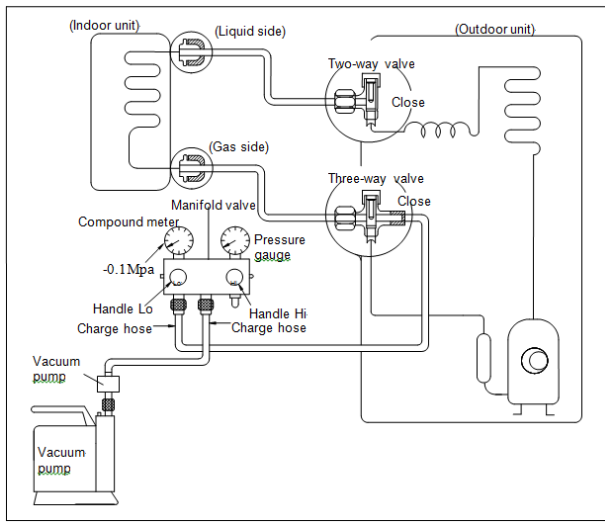 (Indoor unit)
(Liquid side)
(Outdoor unit)
Two-way valve
Close
(Gas side)
Three-way valve
Close
Manifold valve
Compound meter
Pressure
gauge
-0.1Mpa
Handle Lo
Handle Hi
Charge hose
Charge hose
Vacuum
pump
Vacuum
pump